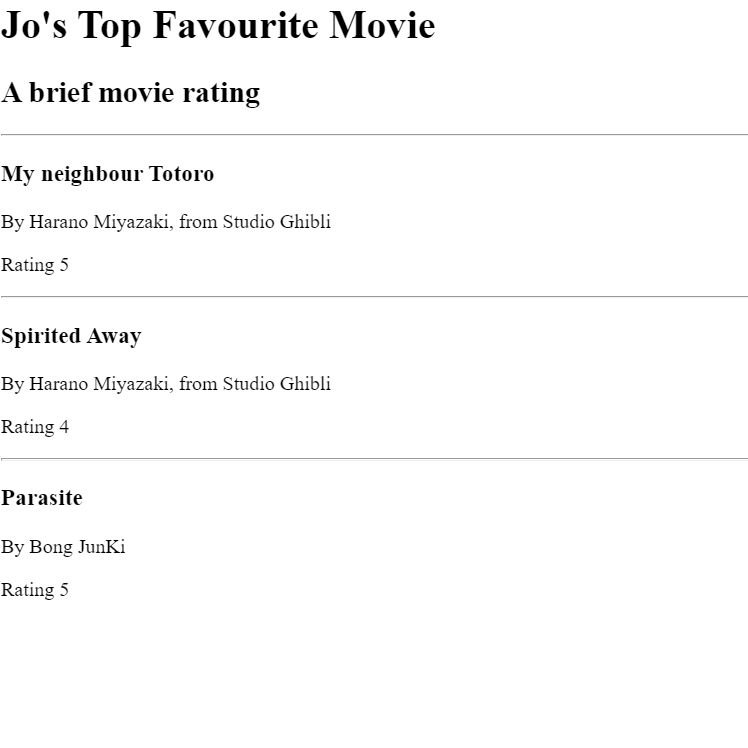 Jo's Top Favourite Movie
A brief movie rating
My neighbour Totoro
By Harano Miyazaki, from Studio Ghibli
Rating 5
Spirited Away
By Harano Miyazaki, from Studio Ghibli
Rating 4
Parasite
By Bong JunKi
Rating 5